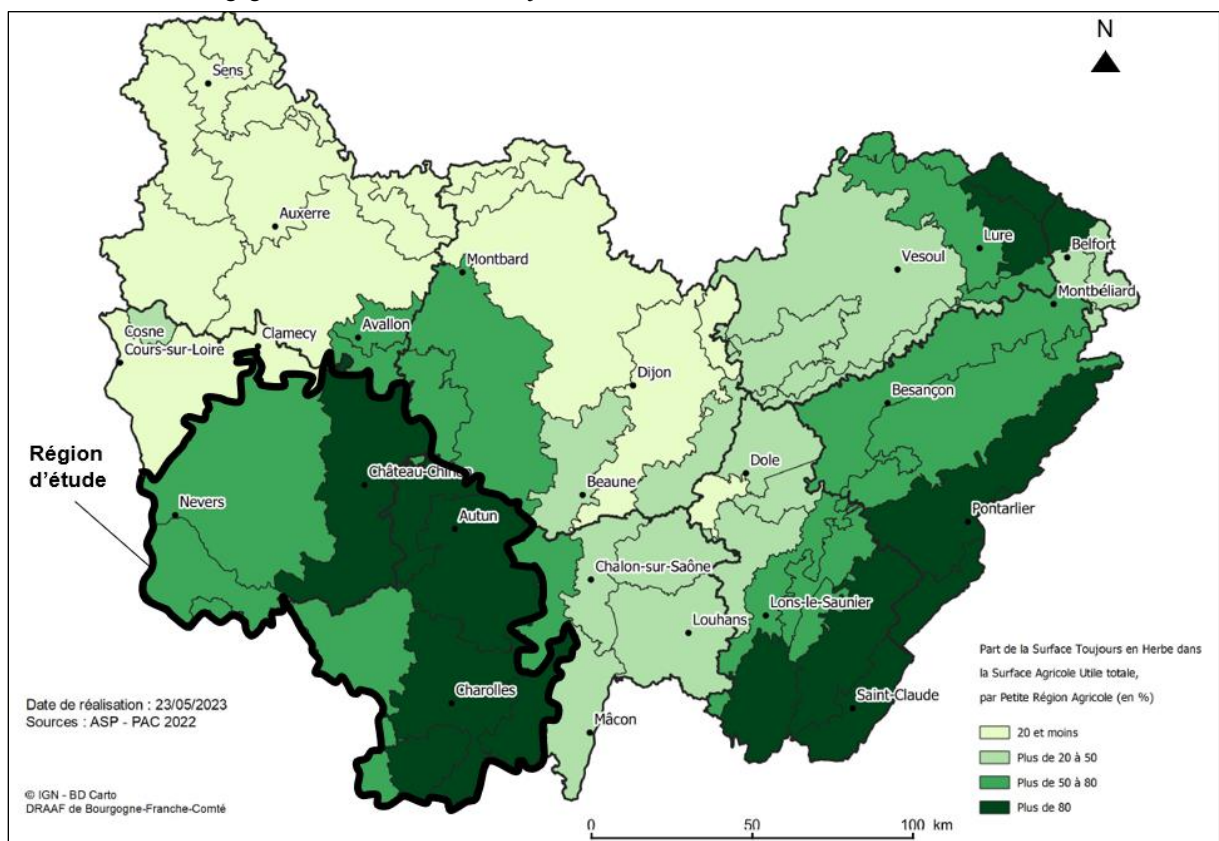 N
Sens
Auxerre
Montbard
Lure
Vesoul
Belfort
Montbéliard
Avallon
Clamecy
Cosne
Cours-sur-Loire
Dijon
Besançon
Région
d'étude
Château-Chinon
Nevers
Beaune
Dole
Autun
Pontarlier
Chalon-sur-Saône
Lons-le-Saunier
Louhans
Charolles
Saint-Claude
Mâcon
Part de la Surface Toujours en Herbe dans
la Surface Agricole Utile totale,
par Petite Région Agricole (en %)
20 et moins
Plus de 20 à 50
Plus de 50 à 80
Plus de 80
Date de réalisation : 23/05/2023
Sources : ASP - PAC 2022
© IGN - BD Carto
DRAAF de Bourgogne-Franche-Comté
0 50 100 km